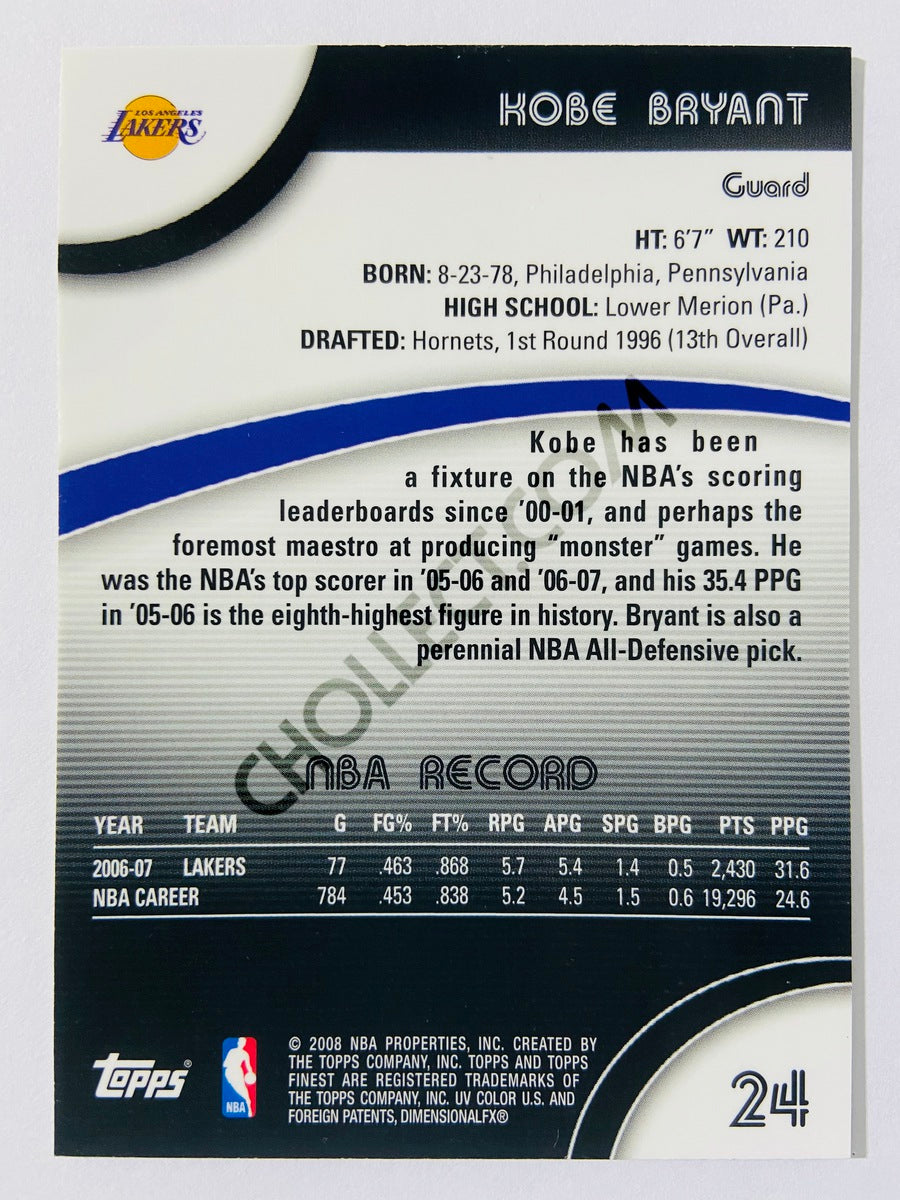 LOS ANGELES
LAKERS
KOBE BRYANT
Guard
HT: 6'7" WT: 210
BORN: 8-23-78, Philadelphia, Pennsylvania
HIGH SCHOOL: Lower Merion (Pa.)
DRAFTED: Hornets, 1st Round 1996 (13th Overall)
Kobe has been
a fixture on the NBA's scoring
leaderboards since '00-01, and perhaps the
foremost maestro at producing "monster" games. He
was the NBA's top scorer in '05-06 and '06-07, and his 35.4 PPG
in '05-06 is the eighth-highest figure in history. Bryant is also a
perennial NBA All-Defensive pick.
CHOLLECT.COM
NBA RECORD
YEAR TEAM G FG% FT% RPG APG SPG BPG PTS PPG
2006-07 LAKERS 77 .463 .868 5.7 5.4 1.4 0.5 2,430 31.6
NBA CAREER 784 .453 .838 5.2 4.5 1.5 0.6 19,296 24.6
topps®
NBA
© 2008 NBA PROPERTIES, INC. CREATED BY
THE TOPPS COMPANY, INC. TOPPS AND TOPPS
FINEST ARE REGISTERED TRADEMARKS OF
THE TOPPS COMPANY, INC. UV COLOR U.S. AND
FOREIGN PATENTS, DIMENSIONALFX®
24